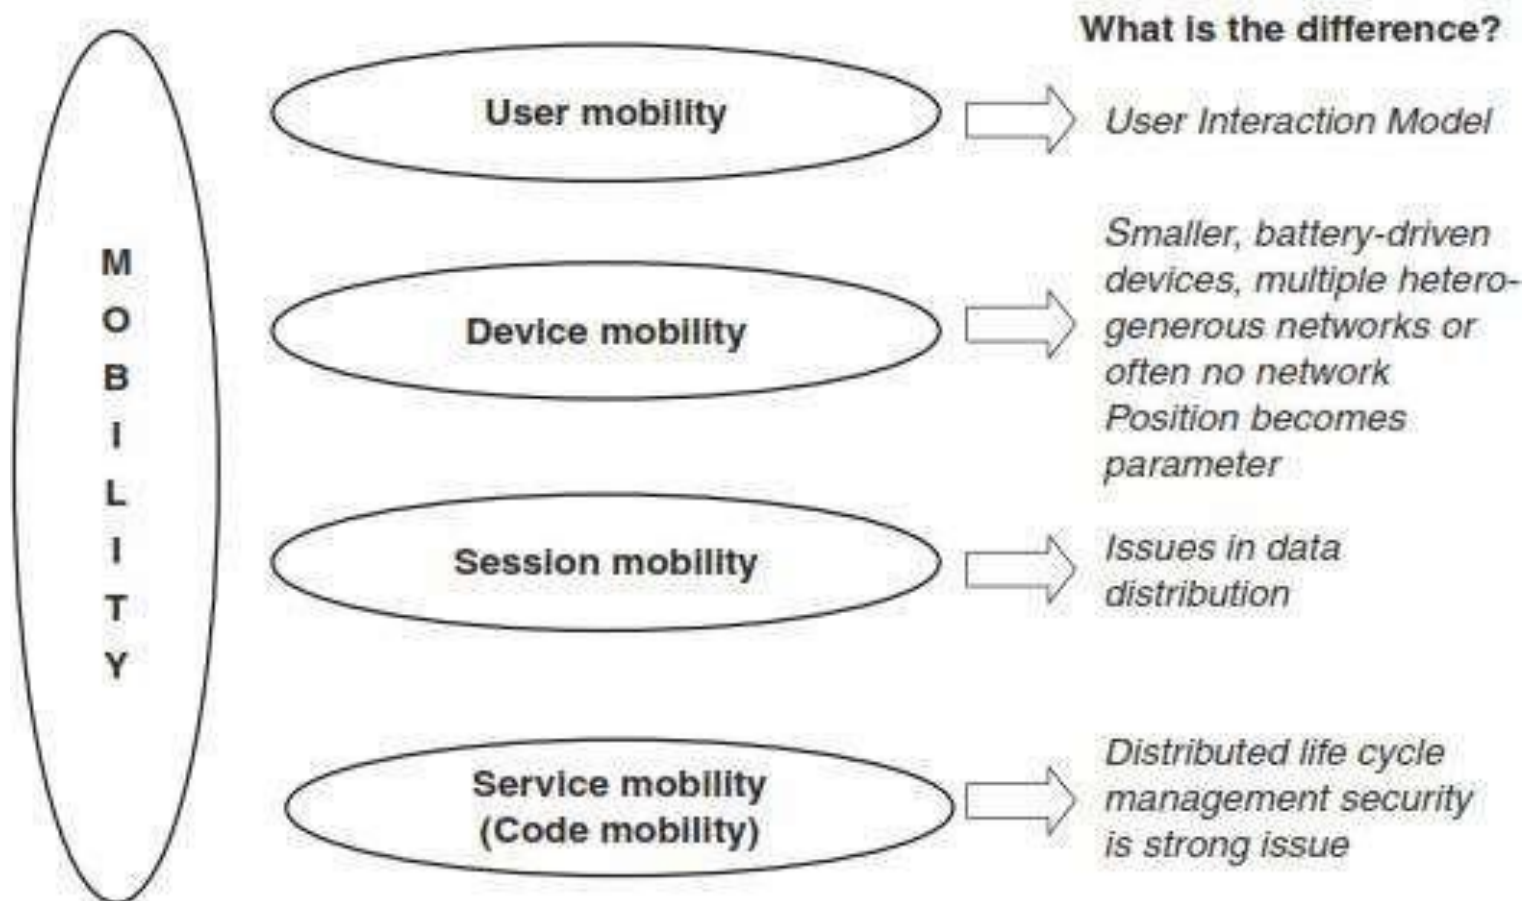 What is the difference?
MOBILITY
User mobility
User Interaction Model
Device mobility
Smaller, battery-driven
devices, multiple hetero-
generous networks or
often no network
Position becomes
parameter
Session mobility
Issues in data
distribution
Service mobility
(Code mobility)
Distributed life cycle
management security
is strong issue